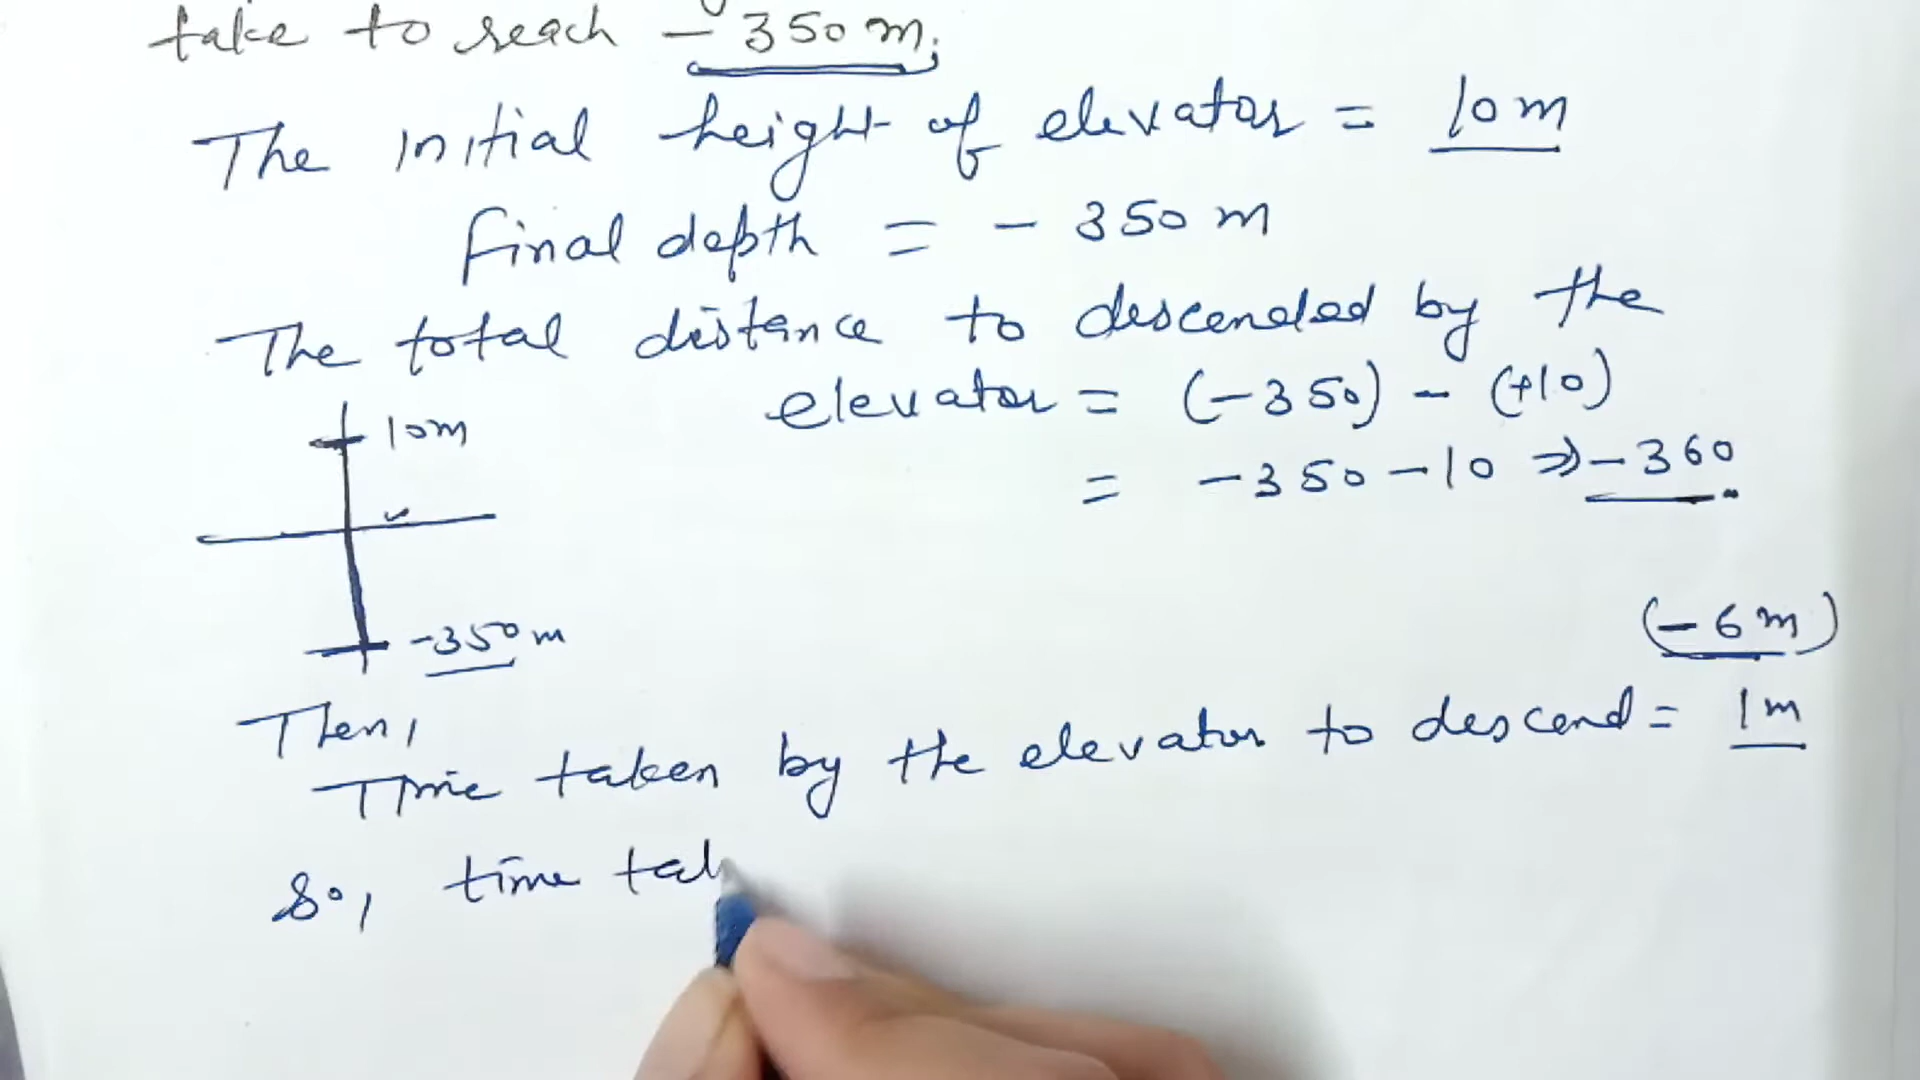 take to reach - 350 m.
The initial height of elevator = 10 m
final depth = - 350 m
The total distance to descended by the
elevator = (-350) - (+10)
= -350 - 10 ⇒ -360
10m
-350 m
(-6 m)
Then,
Time taken by the elevator to descend = 1 m
So, time tak